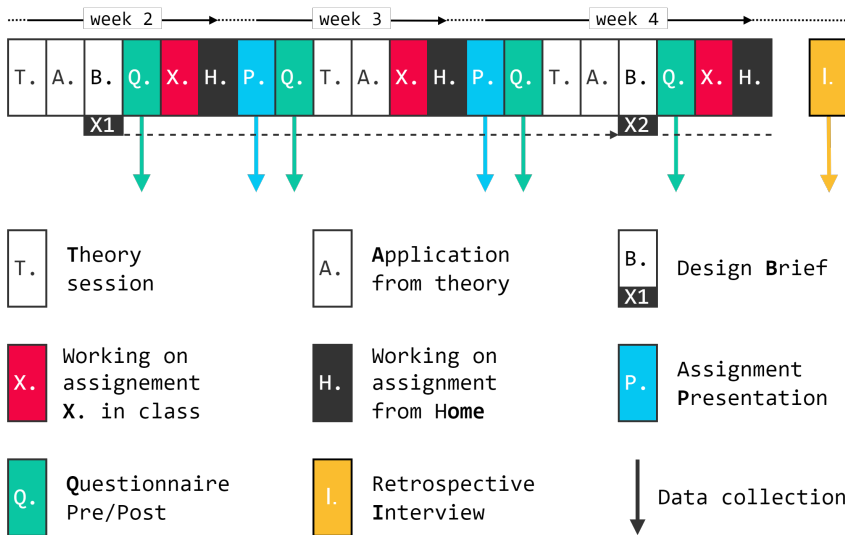 week 2 week 3 week 4
T. A. B. Q. X. H. P. Q. T. A. X. H. P. Q. T. A. B. Q. X. H. I.
X1 X2
T. Theory
session
A. Application
from theory
B. Design Brief
X1
X. Working on
assignement
X. in class
H. Working on
assignment
from Home
P. Assignment
Presentation
Q. Questionnaire
Pre/Post
I. Retrospective
Interview
Data collection